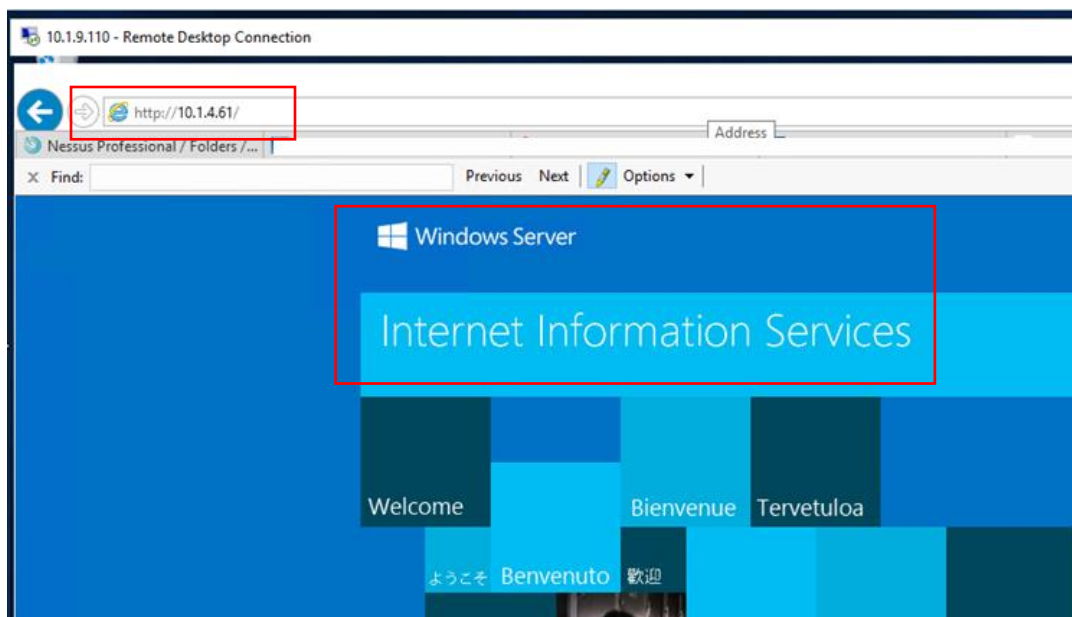 10.1.9.110 - Remote Desktop Connection
http://10.1.4.61/
Address
Nessus Professional / Folders /...
x Find:
Previous Next Options
Windows Server
Internet Information Services
Welcome
Bienvenue
Tervetuloa
ようこそ
Benvenuto
歡迎